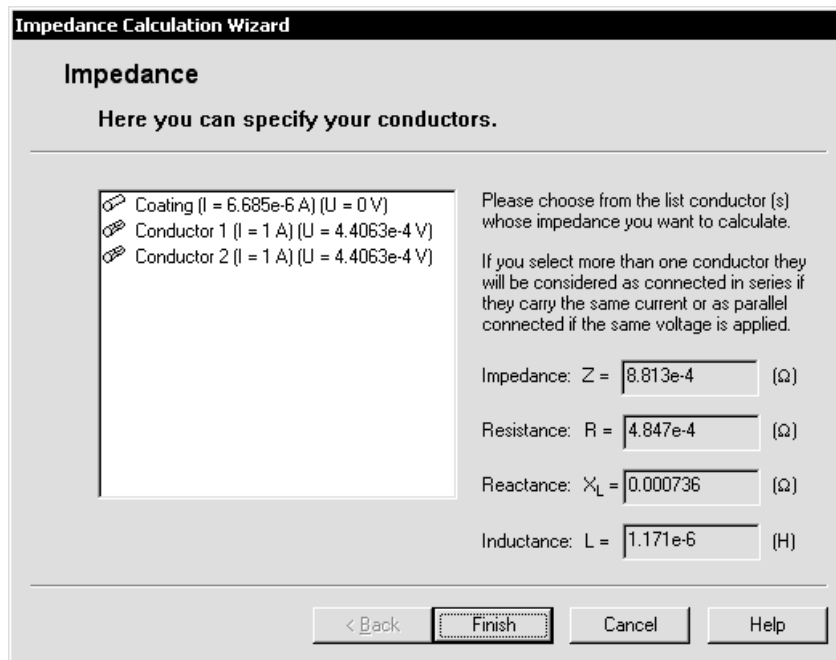 Impedance Calculation Wizard
Impedance
Here you can specify your conductors.
Coating (I = 6.685e-6 A) (U = 0 V)
Conductor 1 (I = 1 A) (U = 4.4063e-4 V)
Conductor 2 (I = 1 A) (U = 4.4063e-4 V)
Please choose from the list conductor (s)
whose impedance you want to calculate.
If you select more than one conductor they
will be considered as connected in series if
they carry the same current or as parallel
connected if the same voltage is applied.
Impedance: Z = 8.813e-4 (Ω)
Resistance: R = 4.847e-4 (Ω)
Reactance: XL = 0.000736 (Ω)
Inductance: L = 1.171e-6 (H)
< Back Finish Cancel Help